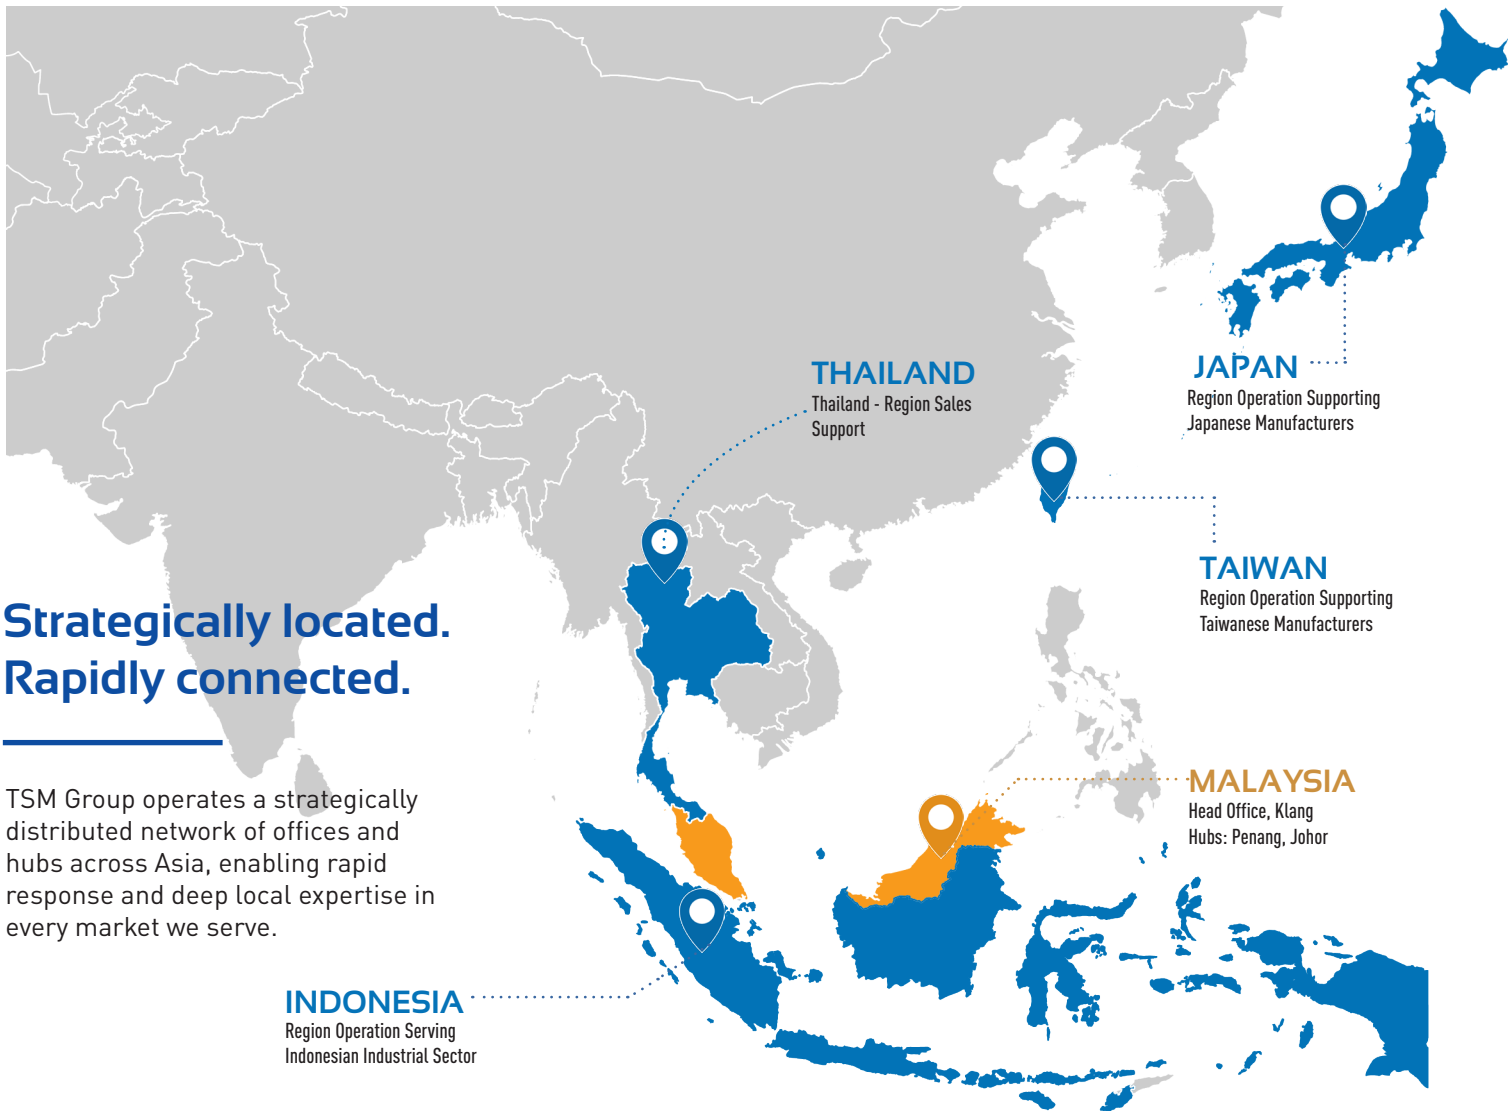 THAILAND
Thailand - Region Sales
Support
JAPAN
Region Operation Supporting
Japanese Manufacturers
TAIWAN
Region Operation Supporting
Taiwanese Manufacturers
Strategically located.
Rapidly connected.
TSM Group operates a strategically
distributed network of offices and
hubs across Asia, enabling rapid
response and deep local expertise in
every market we serve.
MALAYSIA
Head Office, Klang
Hubs: Penang, Johor
INDONESIA
Region Operation Serving
Indonesian Industrial Sector